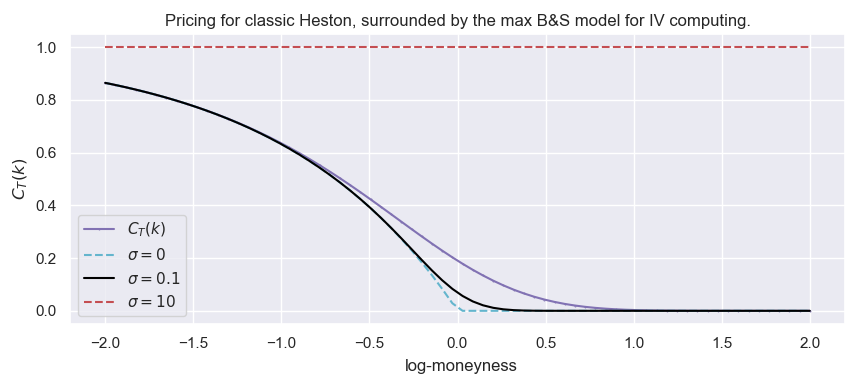 Pricing for classic Heston, surrounded by the max B&S model for IV computing.
1.0
0.8
0.6
0.4
0.2
0.0
C_T(k)
C_T(k)
σ = 0
σ = 0.1
σ = 10
−2.0 −1.5 −1.0 −0.5 0.0 0.5 1.0 1.5 2.0
log-moneyness